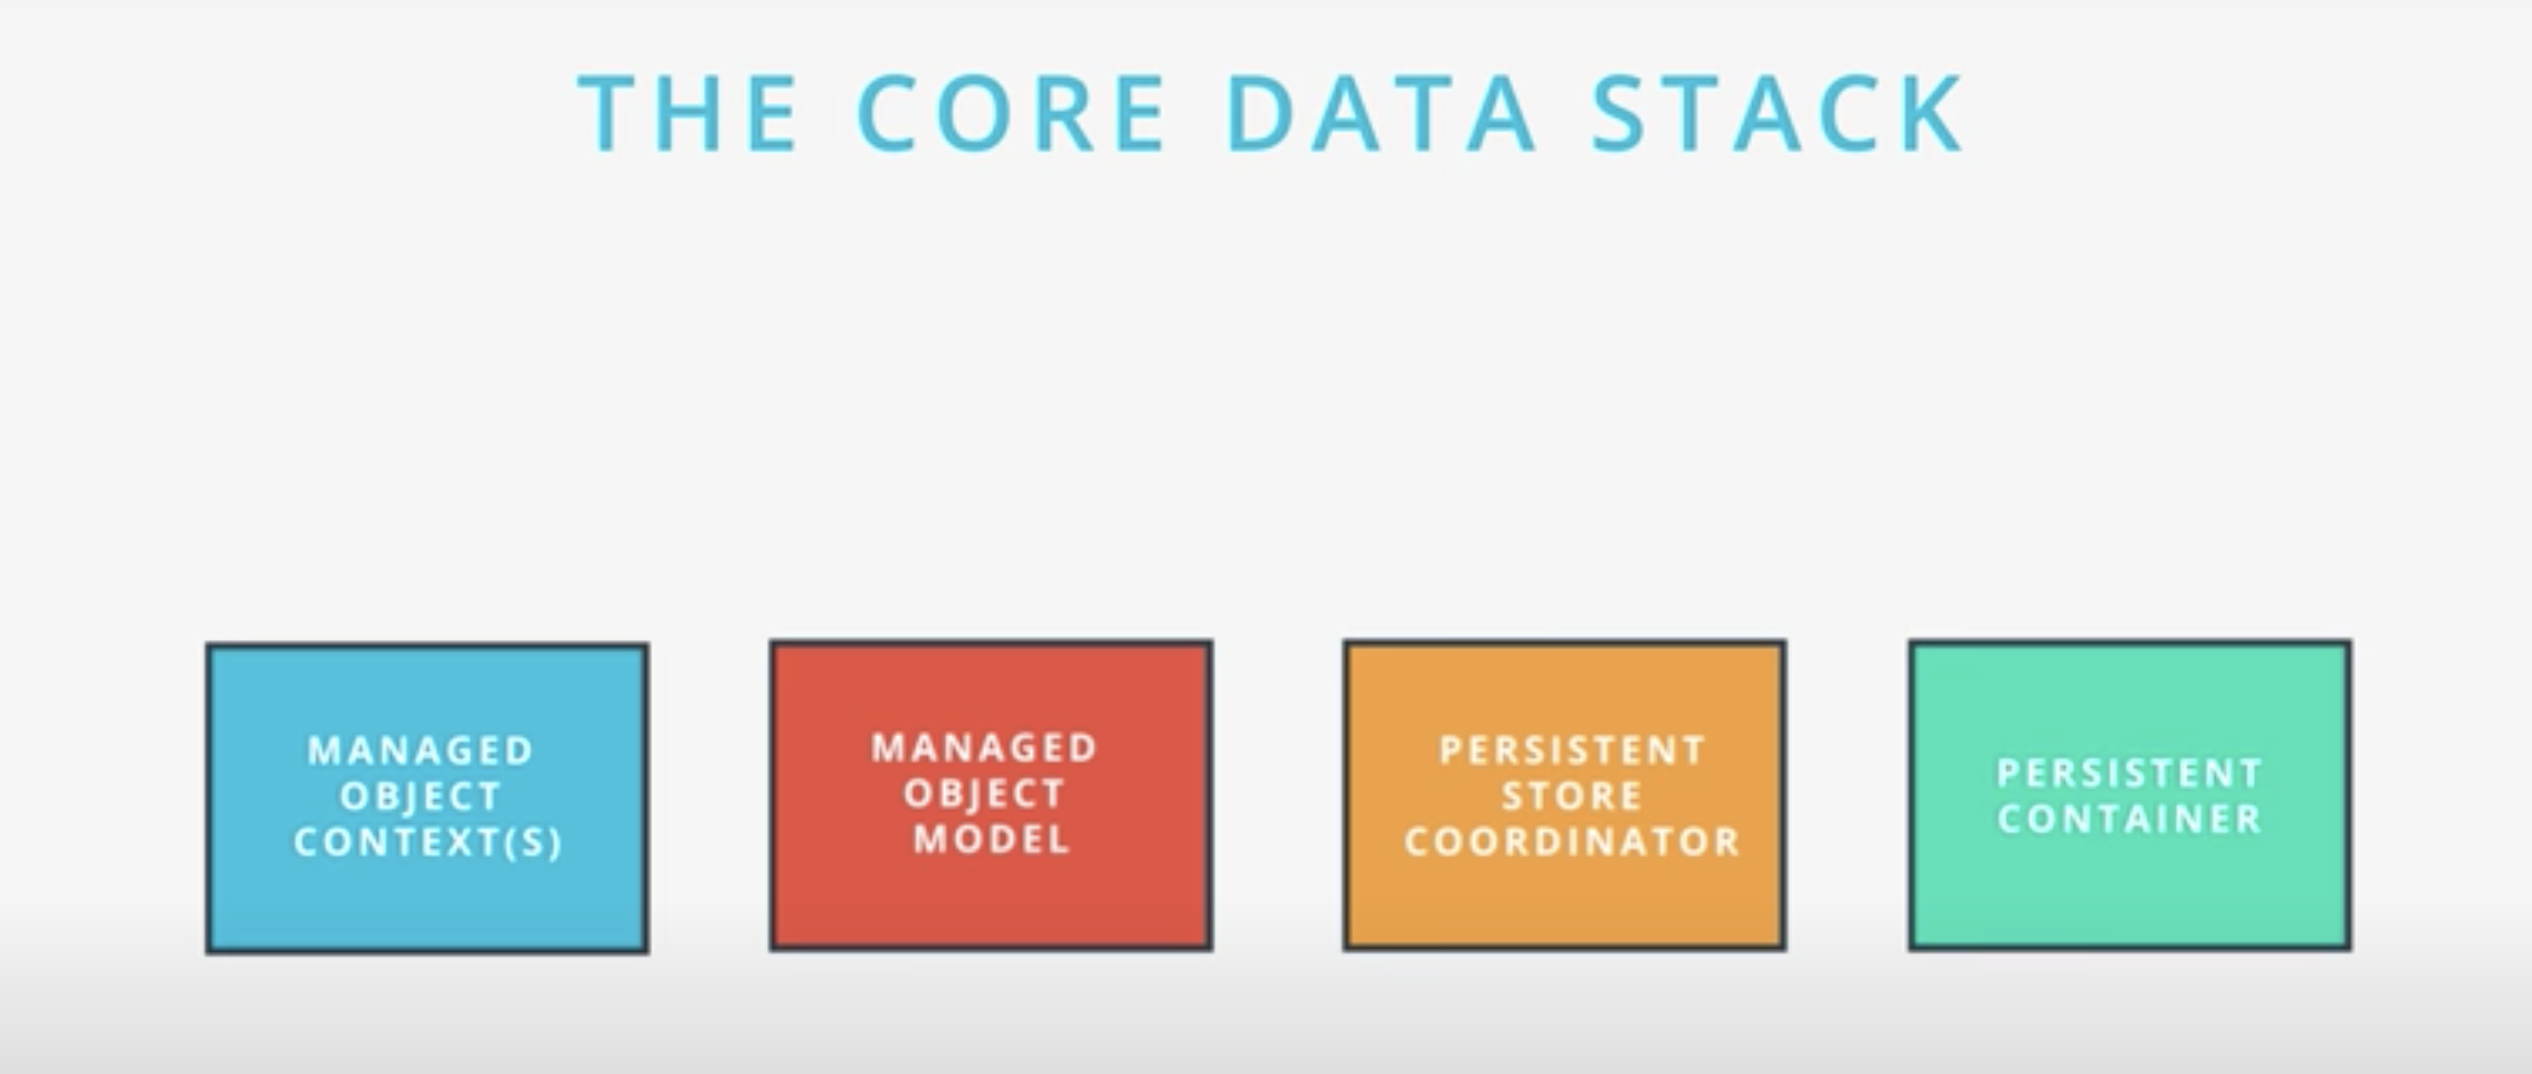 THE CORE DATA STACK
MANAGED
OBJECT
CONTEXT(S)
MANAGED
OBJECT
MODEL
PERSISTENT
STORE
COORDINATOR
PERSISTENT
CONTAINER